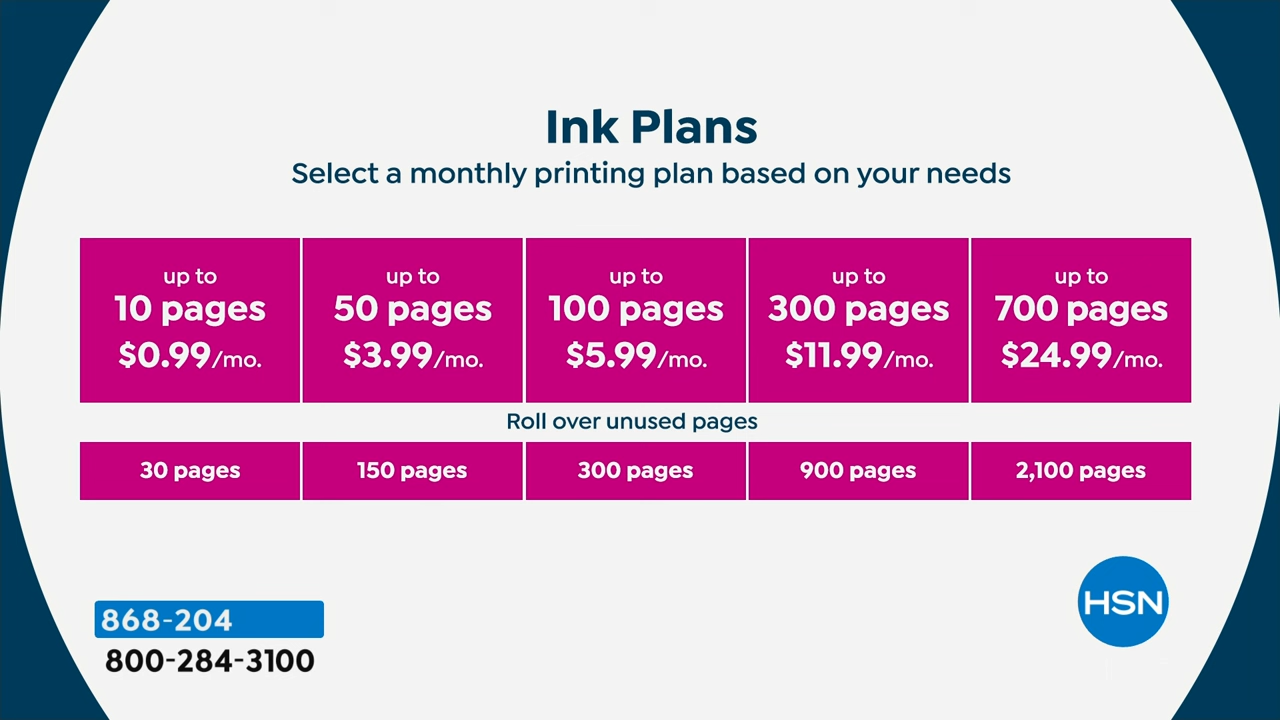 Ink Plans
Select a monthly printing plan based on your needs
up to
10 pages
$0.99/mo.
up to
50 pages
$3.99/mo.
up to
100 pages
$5.99/mo.
up to
300 pages
$11.99/mo.
up to
700 pages
$24.99/mo.
Roll over unused pages
30 pages
150 pages
300 pages
900 pages
2,100 pages
868-204
800-284-3100
HSN